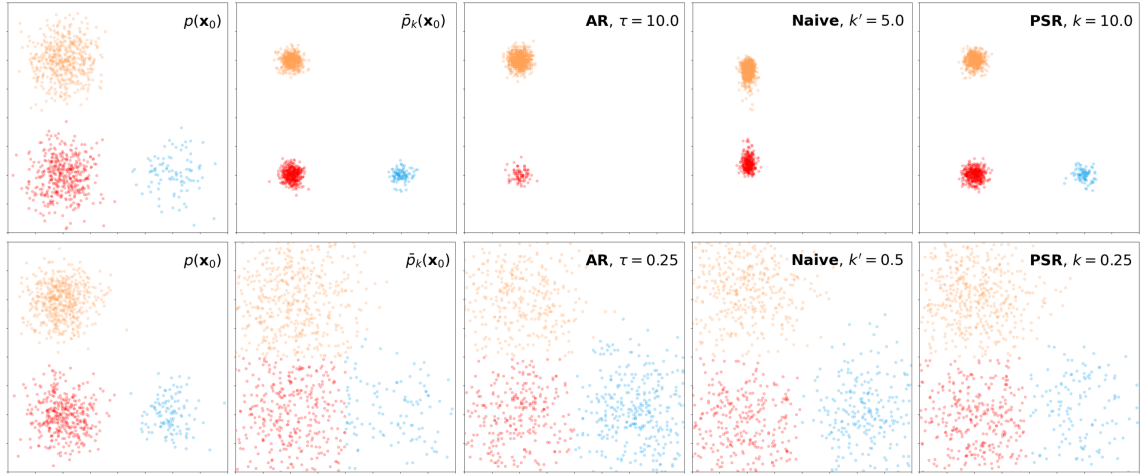 p(𝐱₀)
p̄ₖ(𝐱₀)
AR, τ = 10.0
Naive, k′ = 5.0
PSR, k = 10.0
p(𝐱₀)
p̄ₖ(𝐱₀)
AR, τ = 0.25
Naive, k′ = 0.5
PSR, k = 0.25